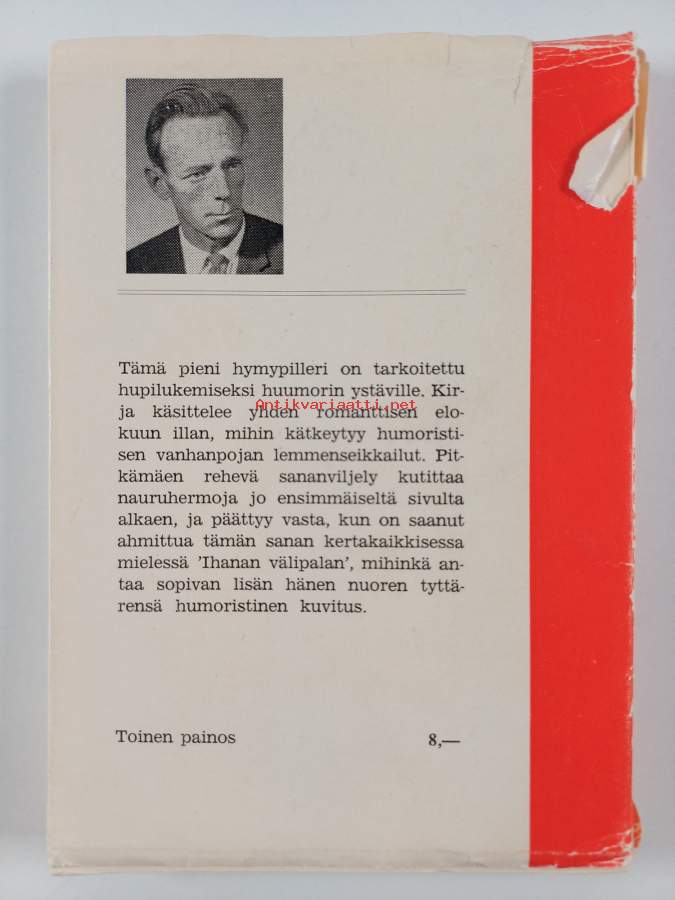 Tämä pieni hymypilleri on tarkoitettu
hupilukemiseksi huumorin ystäville. Kir-
ja käsittelee yhden romanttisen elo-
Antikvariaatti.net
kuun illan, mihin kätkeytyy humoristi-
sen vanhanpojan lemmenseikkailut. Pit-
kämäen rehevä sananviljely kutittaa
nauruhermoja jo ensimmäiseltä sivulta
alkaen, ja päättyy vasta, kun on saanut
ahmittua tämän sanan kertakaikkisessa
mielessä 'Ihanan välipalan', mihinkä an-
taa sopivan lisän hänen nuoren tyttä-
rensä humoristinen kuvitus.
Toinen painos 8,—